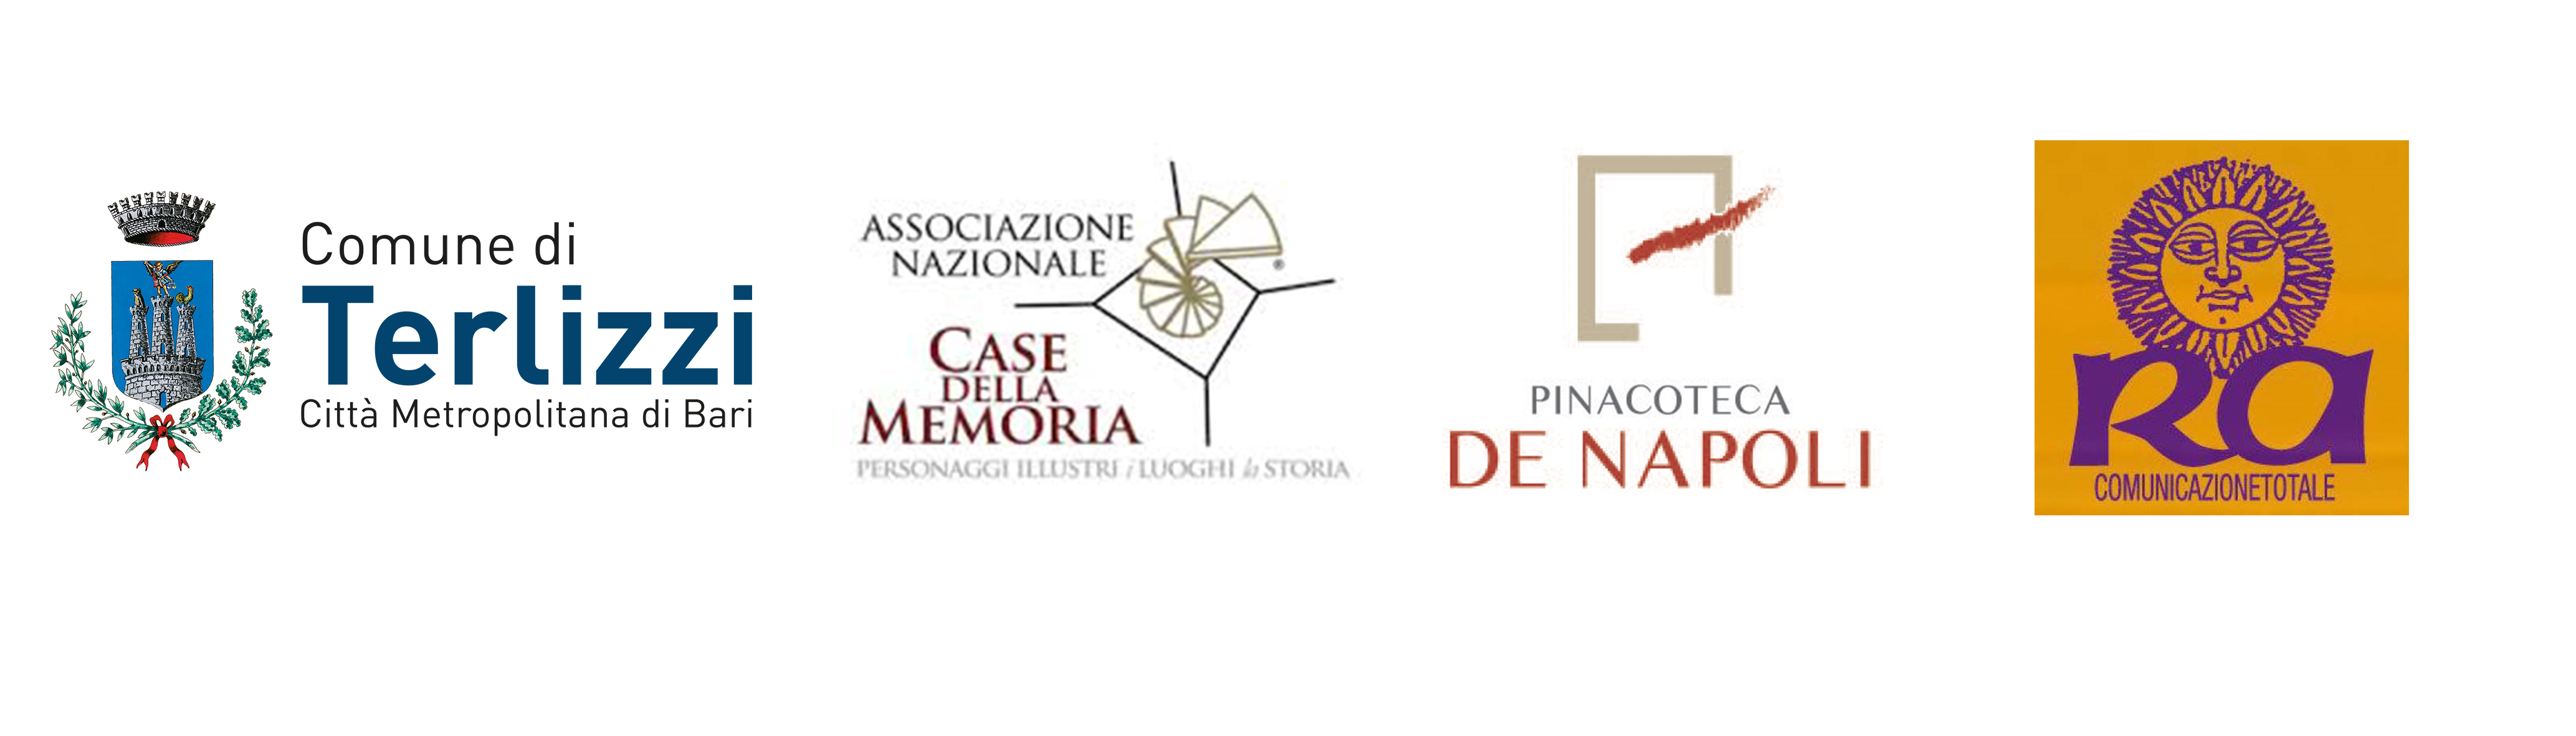 Comune di
Terlizzi
Città Metropolitana di Bari
ASSOCIAZIONE
NAZIONALE
®
CASE
DELLA
MEMORIA
PERSONAGGI ILLUSTRI i LUOGHI la STORIA
PINACOTECA
DE NAPOLI
Ra
COMUNICAZIONETOTALE